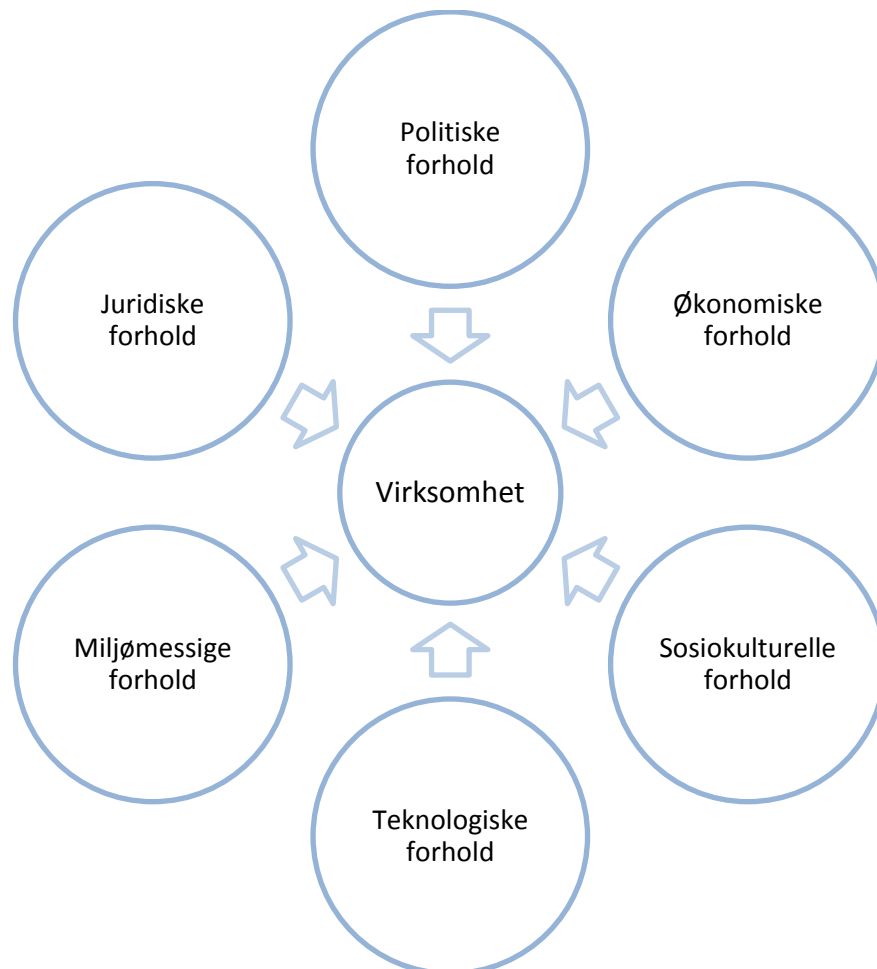 Politiske
forhold
Juridiske
forhold
Økonomiske
forhold
Virksomhet
Miljømessige
forhold
Sosiokulturelle
forhold
Teknologiske
forhold